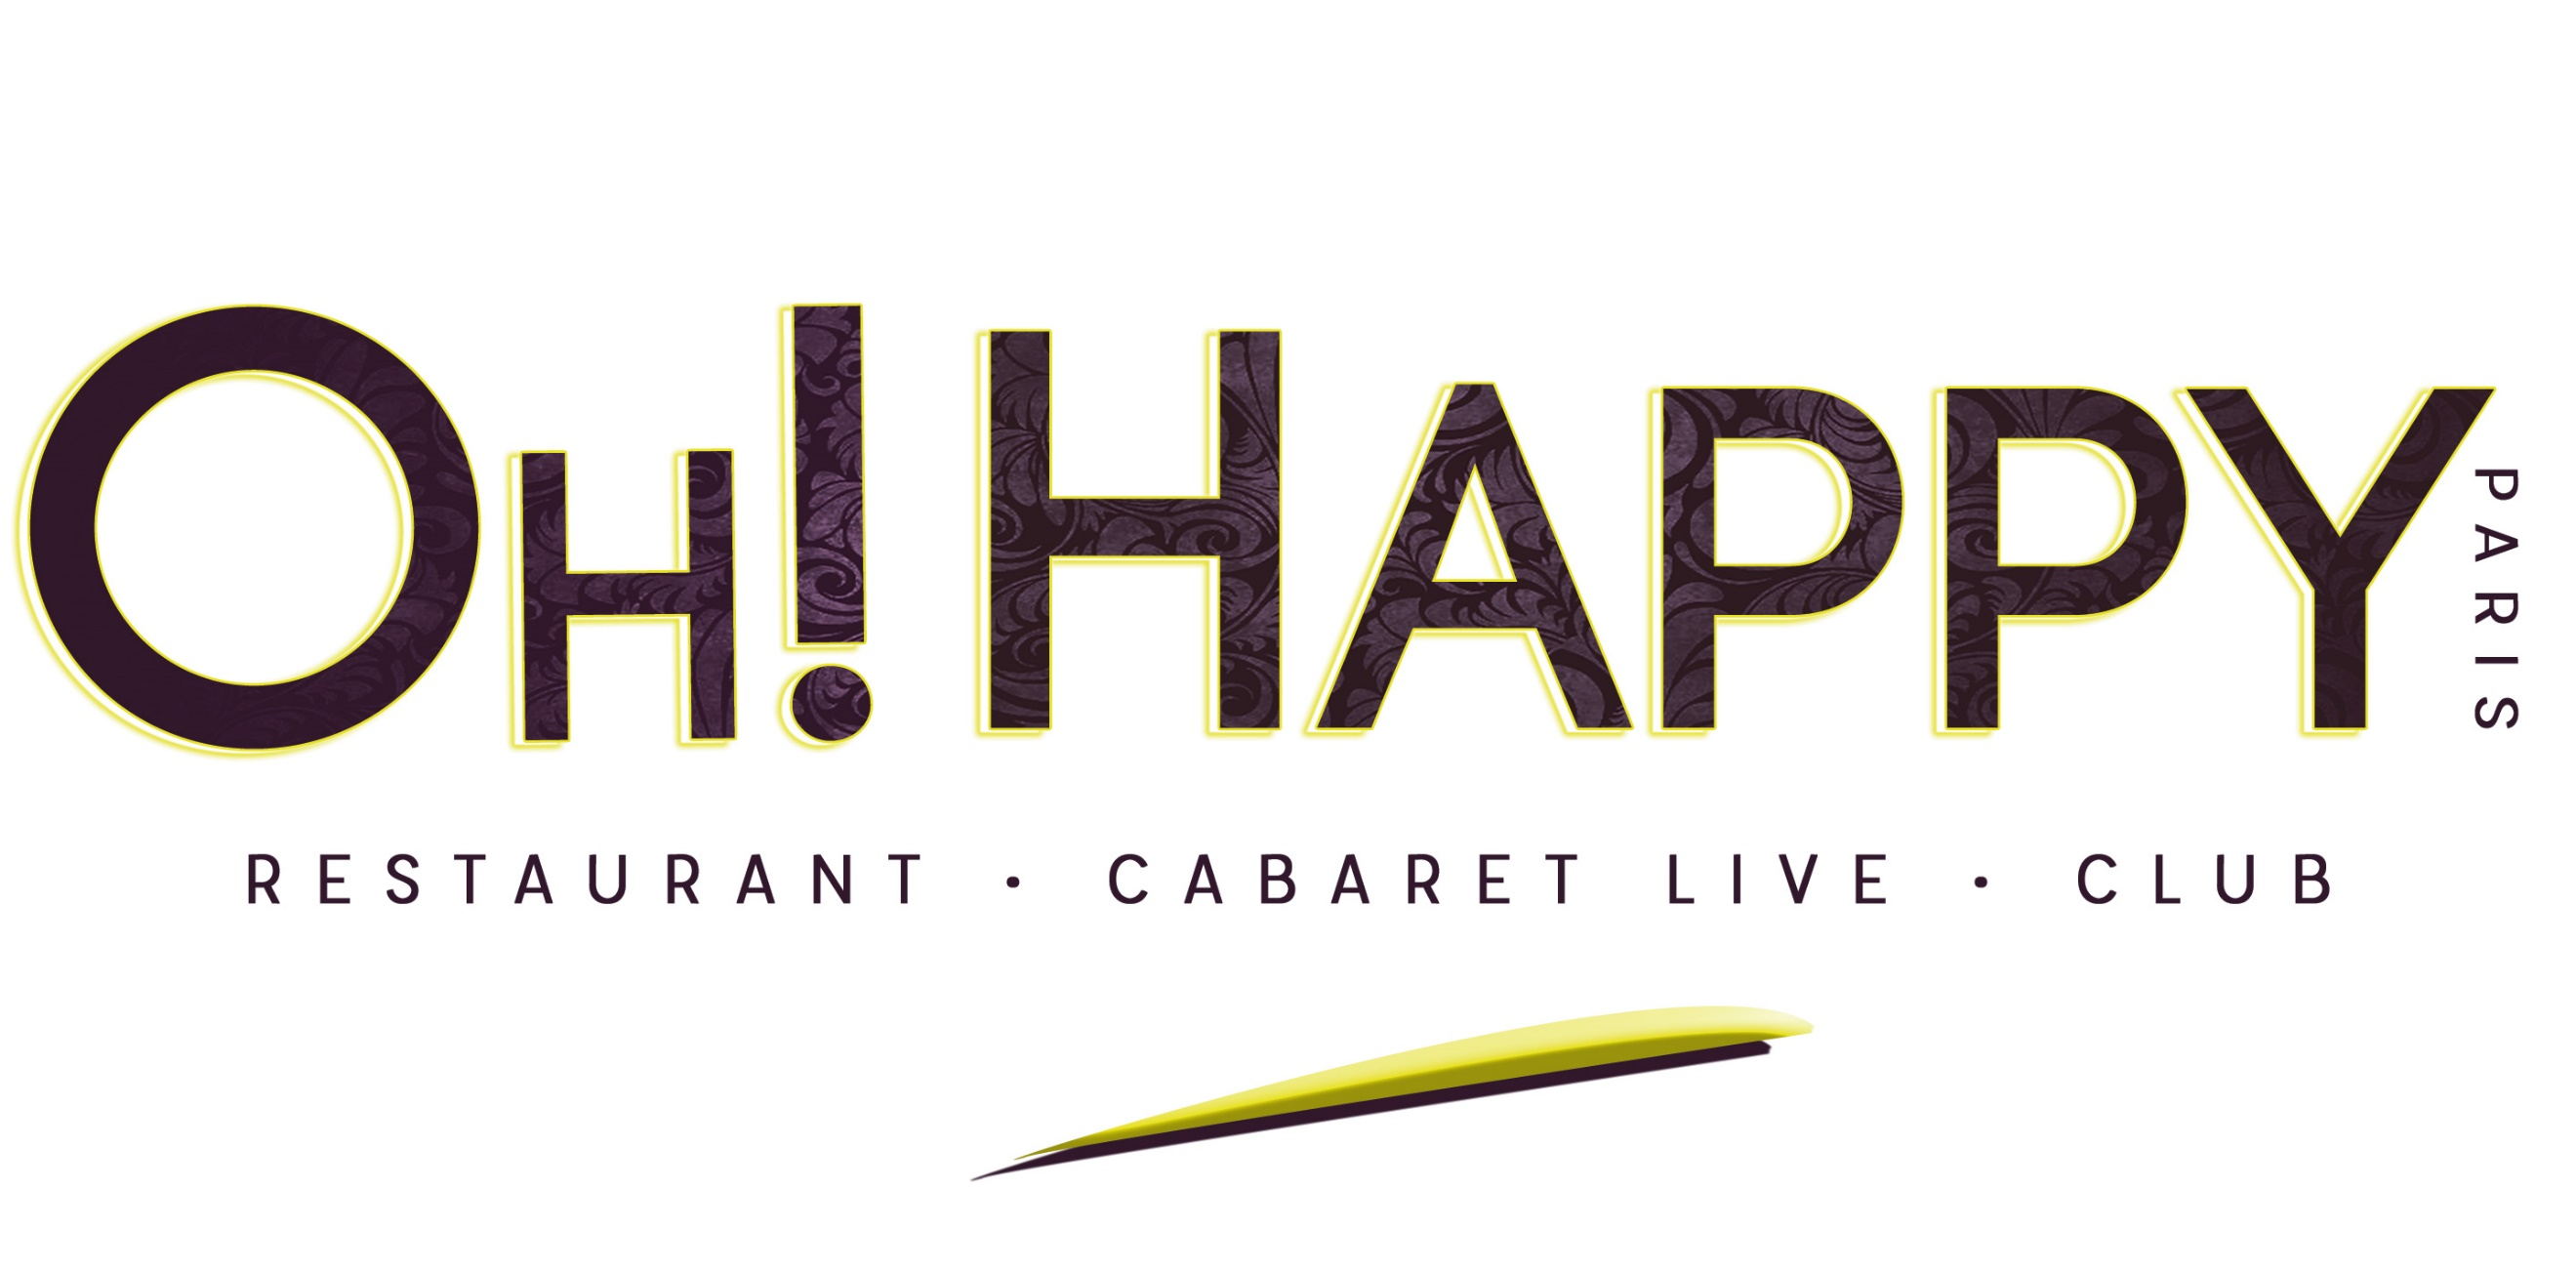 OH! HAPPY
PARIS
RESTAURANT • CABARET LIVE • CLUB